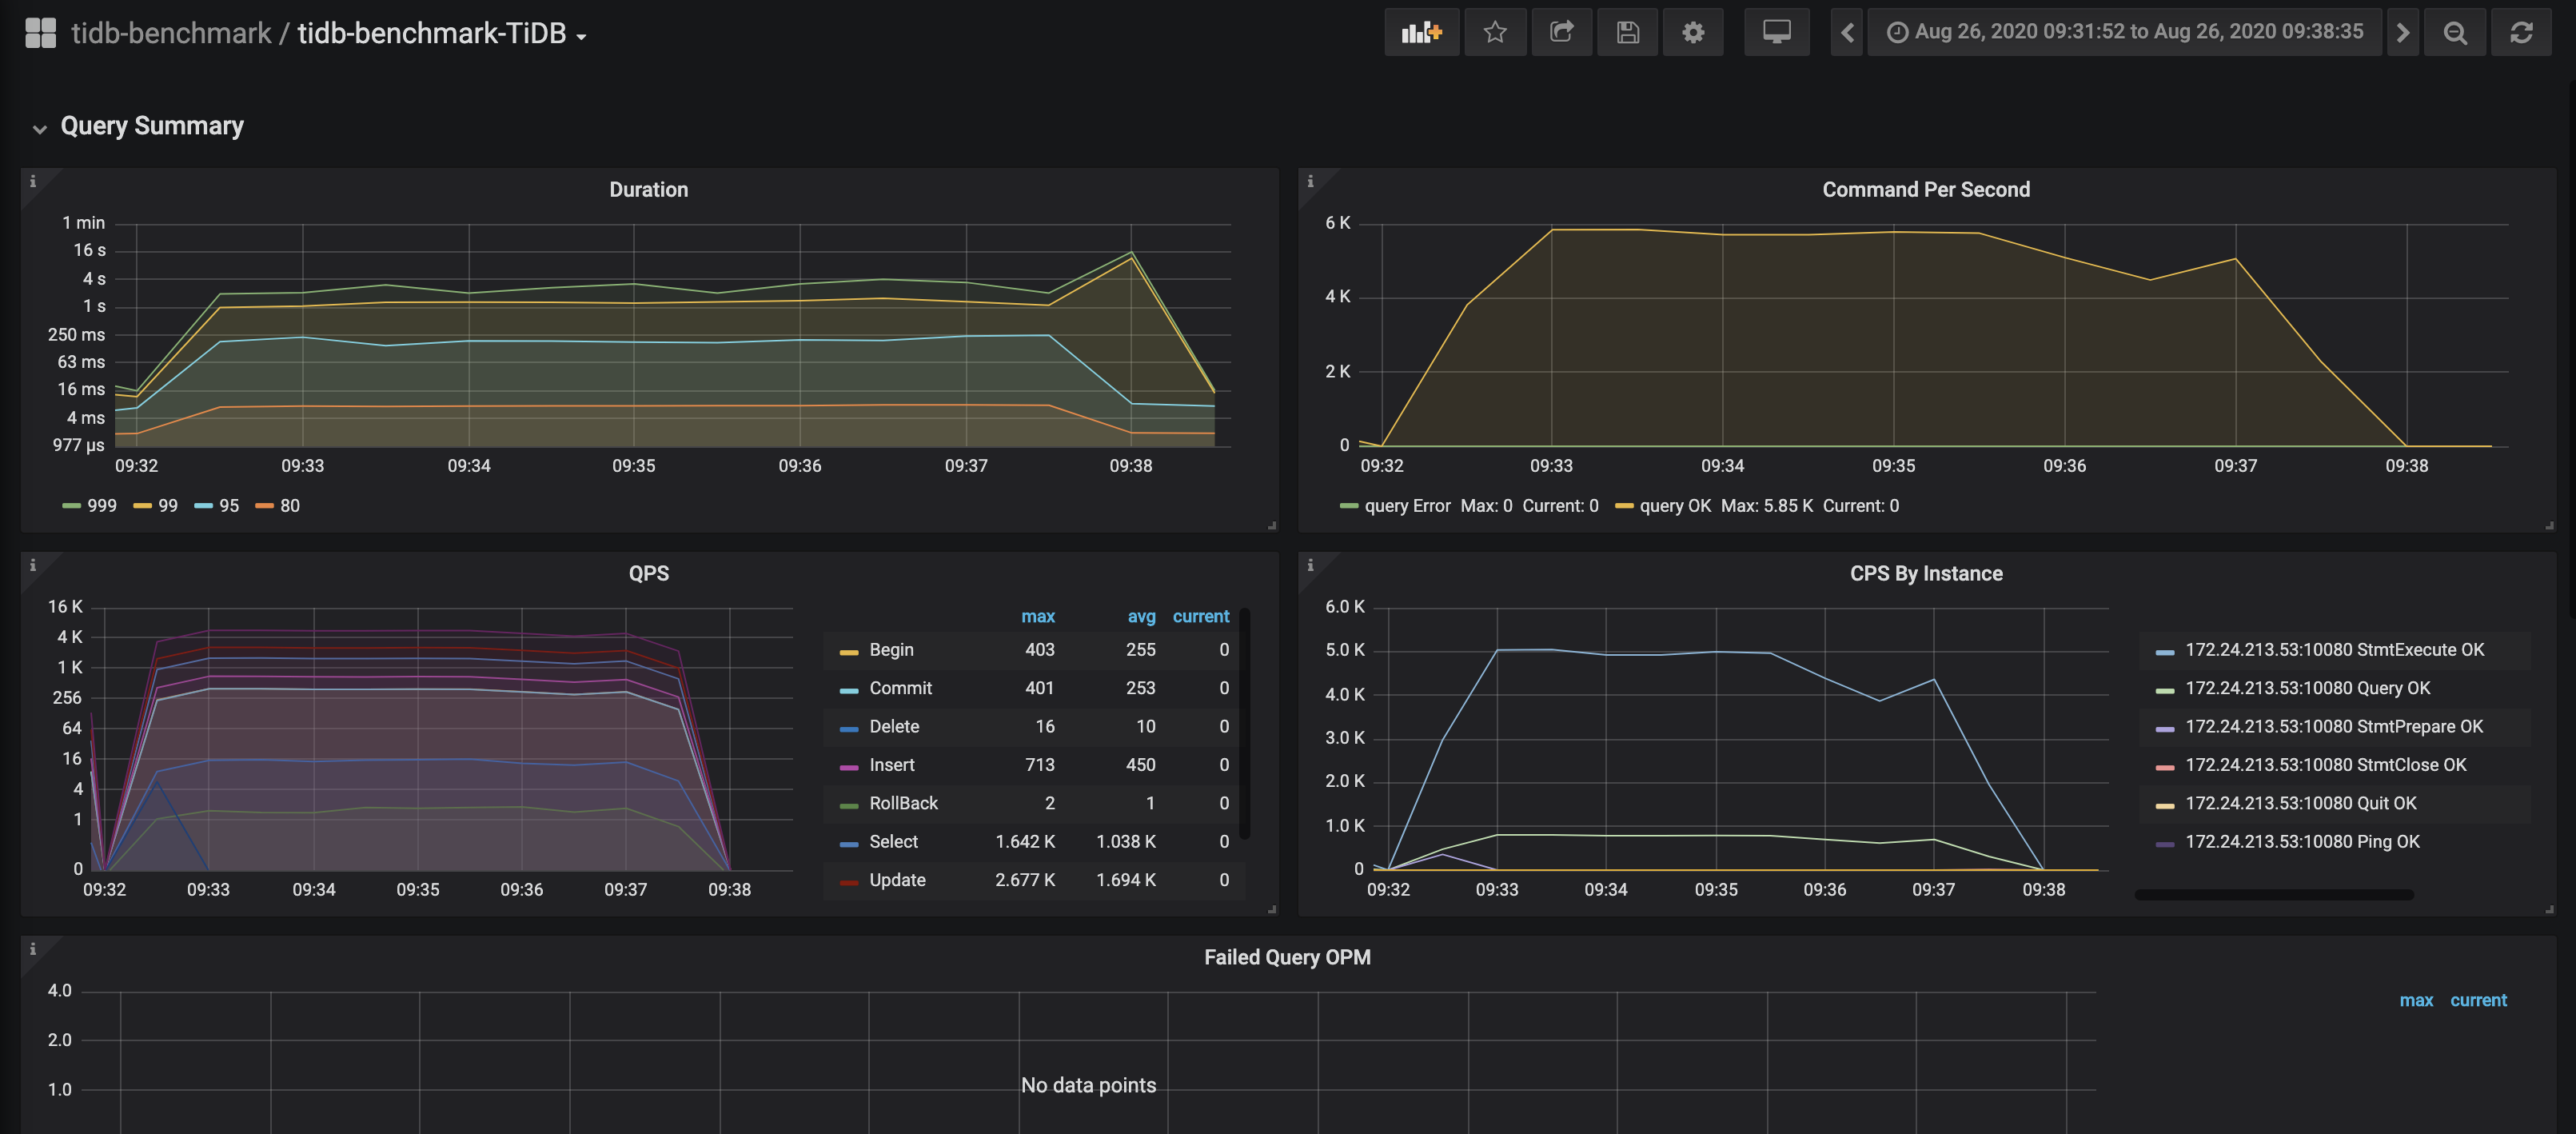 tidb-benchmark / tidb-benchmark-TiDB
Aug 26, 2020 09:31:52 to Aug 26, 2020 09:38:35
Query Summary
Duration
1 min
16 s
4 s
1 s
250 ms
63 ms
16 ms
4 ms
977 µs
09:32 09:33 09:34 09:35 09:36 09:37 09:38
999 99 95 80
Command Per Second
6 K
4 K
2 K
0
09:32 09:33 09:34 09:35 09:36 09:37 09:38
query Error Max: 0 Current: 0 query OK Max: 5.85 K Current: 0
QPS
16 K
4 K
1 K
256
64
16
4
1
0
09:32 09:33 09:34 09:35 09:36 09:37 09:38
max avg current
Begin 403 255 0
Commit 401 253 0
Delete 16 10 0
Insert 713 450 0
RollBack 2 1 0
Select 1.642 K 1.038 K 0
Update 2.677 K 1.694 K 0
CPS By Instance
6.0 K
5.0 K
4.0 K
3.0 K
2.0 K
1.0 K
0
09:32 09:33 09:34 09:35 09:36 09:37 09:38
172.24.213.53:10080 StmtExecute OK
172.24.213.53:10080 Query OK
172.24.213.53:10080 StmtPrepare OK
172.24.213.53:10080 StmtClose OK
172.24.213.53:10080 Quit OK
172.24.213.53:10080 Ping OK
Failed Query OPM
4.0
2.0
1.0
No data points
max current